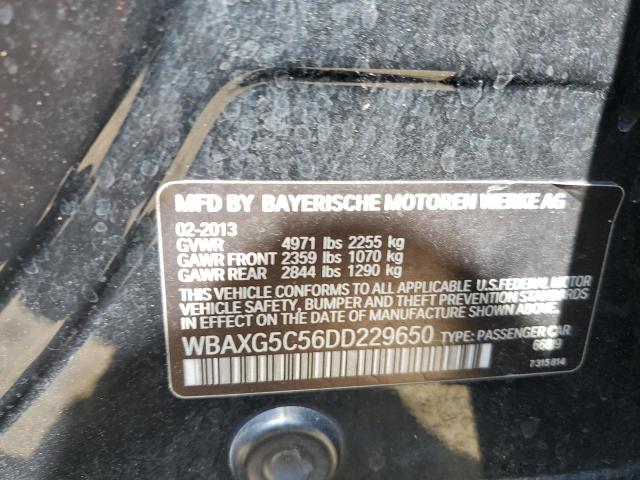 MFD BY BAYERISCHE MOTOREN WERKE AG
02-2013
GVWR 4971 lbs 2255 kg
GAWR FRONT 2359 lbs 1070 kg
GAWR REAR 2844 lbs 1290 kg
THIS VEHICLE CONFORMS TO ALL APPLICABLE U.S.FEDERAL MOTOR
VEHICLE SAFETY, BUMPER AND THEFT PREVENTION STANDARDS
IN EFFECT ON THE DATE OF MANUFACTURE SHOWN ABOVE.
WBAXG5C56DD229650 TYPE: PASSENGER CAR
7315814